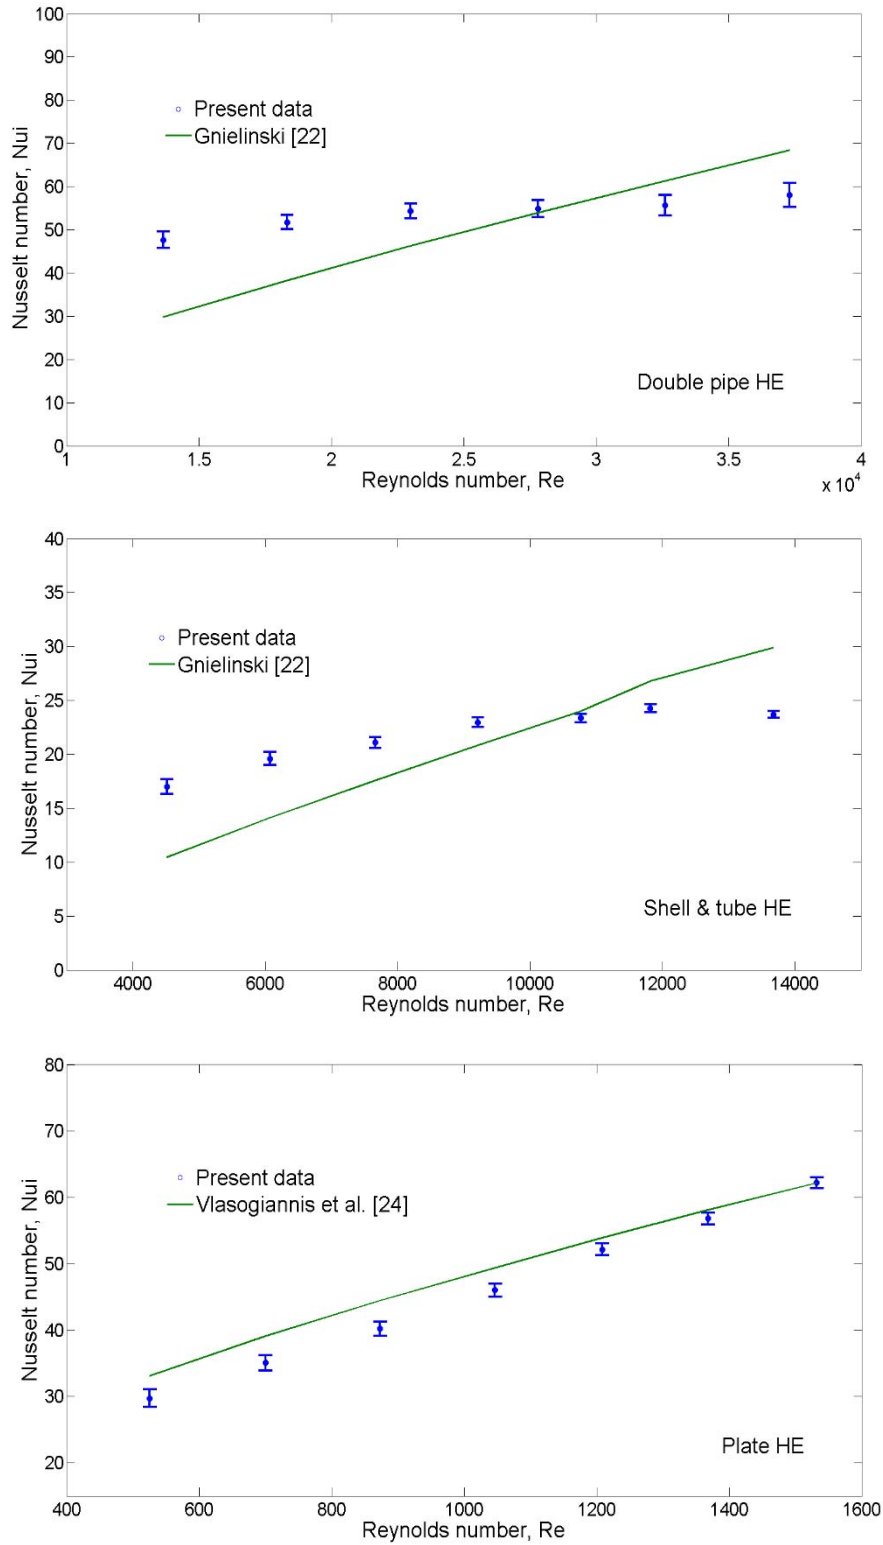 100
90
80
70
60
50
40
30
20
10
0
Nusselt number, Nui
Present data
Gnielinski [22]
Double pipe HE
1 1.5 2 2.5 3 3.5 4
Reynolds number, Re
x 10^4
40
35
30
25
20
15
10
5
0
Nusselt number, Nui
Present data
Gnielinski [22]
Shell & tube HE
4000 6000 8000 10000 12000 14000
Reynolds number, Re
80
70
60
50
40
30
20
Nusselt number, Nui
Present data
Vlasogiannis et al. [24]
Plate HE
400 600 800 1000 1200 1400 1600
Reynolds number, Re